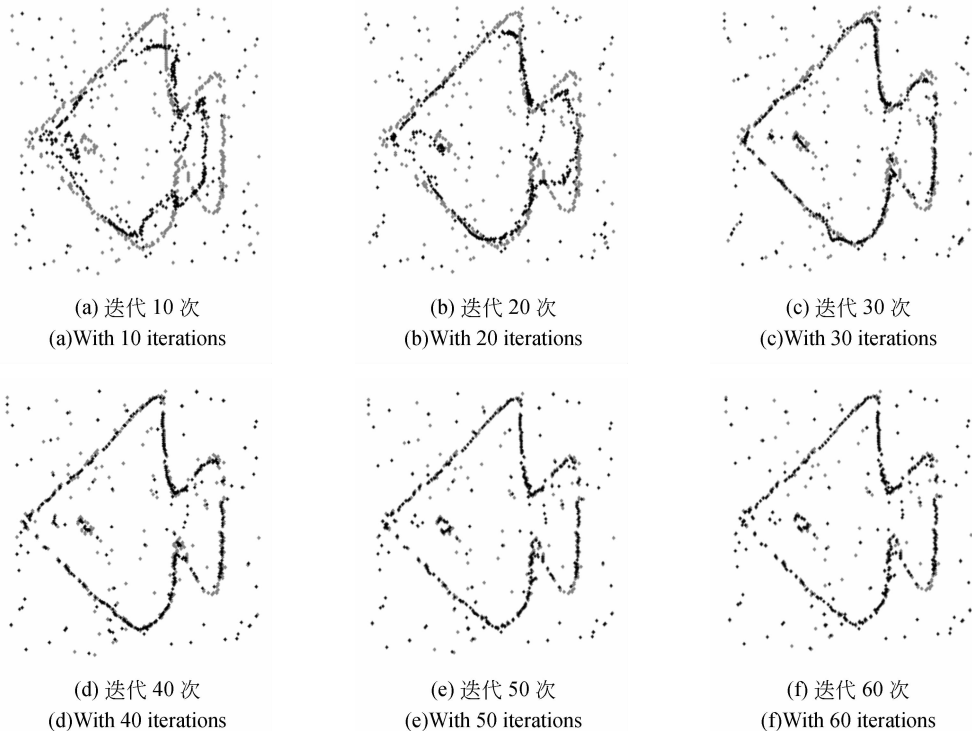 (a) 迭代 10 次
(a)With 10 iterations
(b) 迭代 20 次
(b)With 20 iterations
(c) 迭代 30 次
(c)With 30 iterations
(d) 迭代 40 次
(d)With 40 iterations
(e) 迭代 50 次
(e)With 50 iterations
(f) 迭代 60 次
(f)With 60 iterations